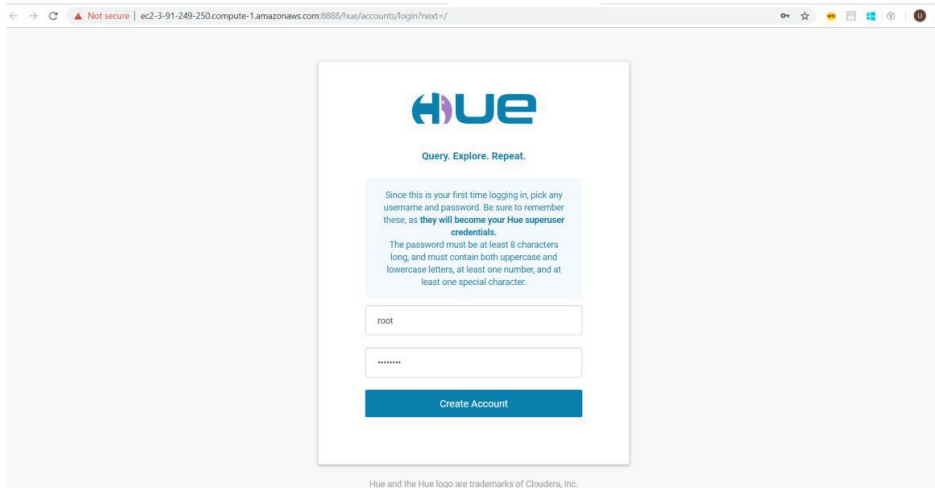 Not secure | ec2-3-91-249-250.compute-1.amazonaws.com:8888/hue/accounts/login?next=/
U
HUE
Query. Explore. Repeat.
Since this is your first time logging in, pick any
username and password. Be sure to remember
these, as they will become your Hue superuser
credentials.
The password must be at least 8 characters
long, and must contain both uppercase and
lowercase letters, at least one number, and at
least one special character.
root
••••••••
Create Account
Hue and the Hue logo are trademarks of Cloudera, Inc.